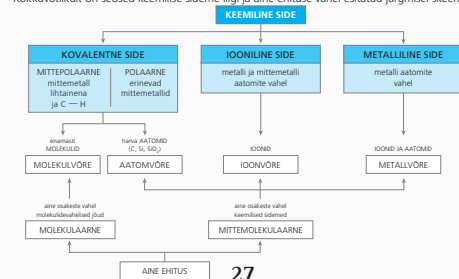 Kokkuvõtlikult on seosed keemilise sideme liigi ja aine ehituse vahel esitatud järgmisel
KEEMILINE SIDE
KOVALENTNE SIDE
MITTEPOLAARNE
mittemetall
lihtainena
ja C — H
POLAARNE
erinevad
mittemetallid
IOONILINE SIDE
metalli ja mittemetalli
aatomite vahel
METALLILINE SIDE
metalli aatomite
vahel
enamasti
MOLEKULID
MOLEKULVÕRE
harva AATOMID
(C, Si, SiO₂)
AATOMVÕRE
IOONID
IOONVÕRE
IOONID JA AATOMID
METALLVÕRE
aine osakeste vahel
molekulidevahelised jõud
MOLEKULAARNE
aine osakeste vahel
keemilised sidemed
MITTEMOLEKULAARNE
AINE EHITUS
27